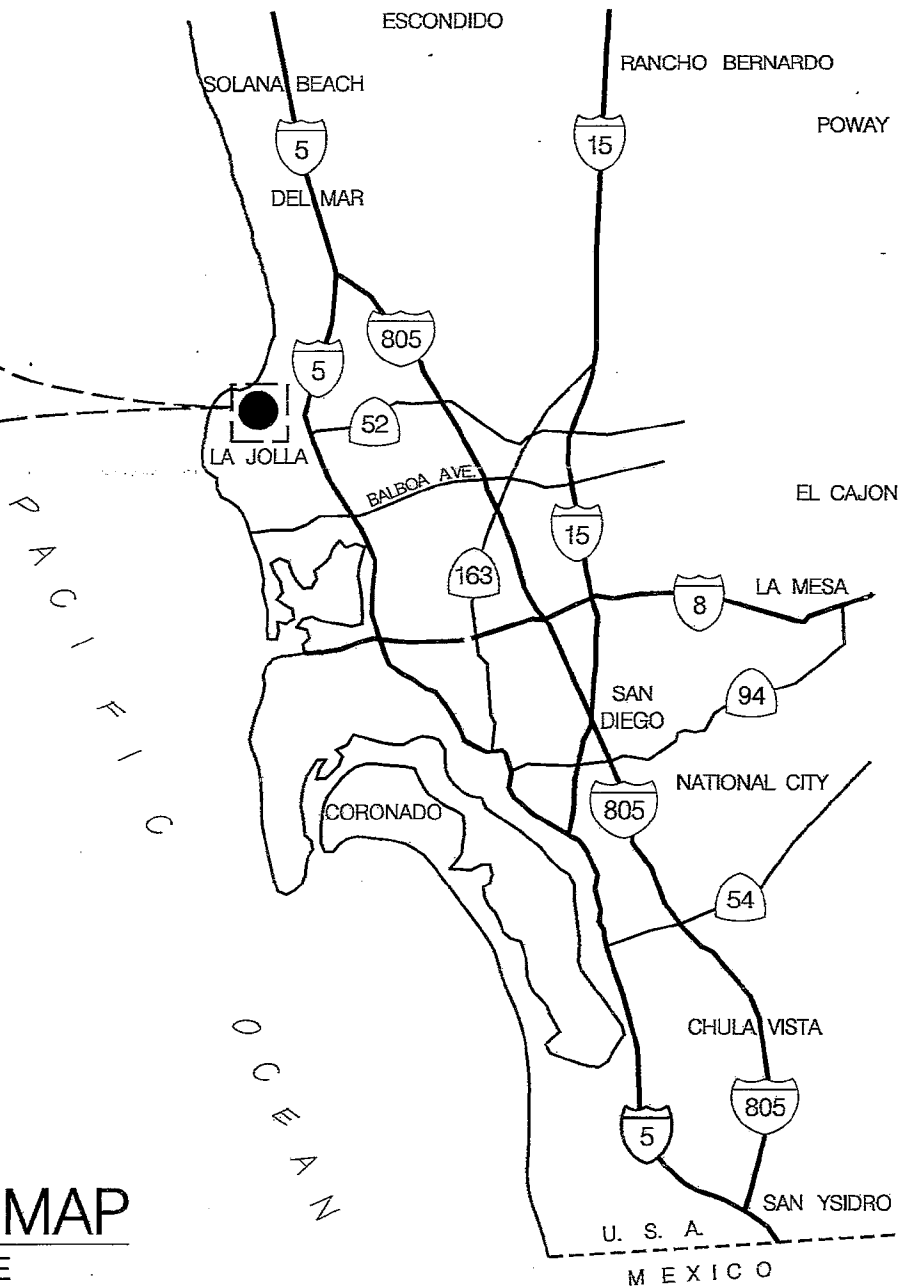 ESCONDIDO
RANCHO BERNARDO
SOLANA BEACH
POWAY
5
15
DEL MAR
805
5
52
LA JOLLA
BALBOA AVE.
EL CAJON
15
163
LA MESA
8
PACIFIC
SAN
DIEGO
94
NATIONAL CITY
805
CORONADO
54
OCEAN
CHULA VISTA
805
5
MAP
SAN YSIDRO
U. S. A.
MEXICO
E